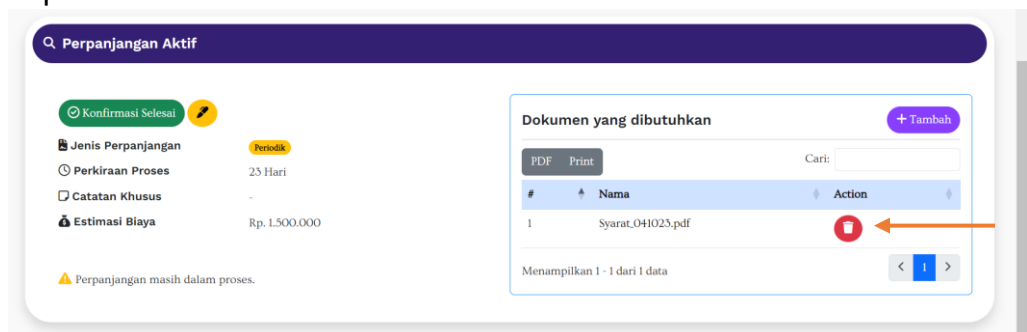 Perpanjangan Aktif
Konfirmasi Selesai
Jenis Perpanjangan Periodik
Perkiraan Proses 23 Hari
Catatan Khusus -
Estimasi Biaya Rp. 1.500.000
Perpanjangan masih dalam proses.
Dokumen yang dibutuhkan + Tambah
PDF Print Cari:
# Nama Action
1 Syarat_041023.pdf
Menampilkan 1 - 1 dari 1 data < 1 >